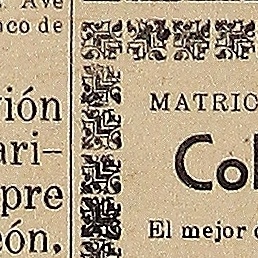 . Ave
nco de
ión
ari-
pre
eón.
MATRIC
Col
El mejor